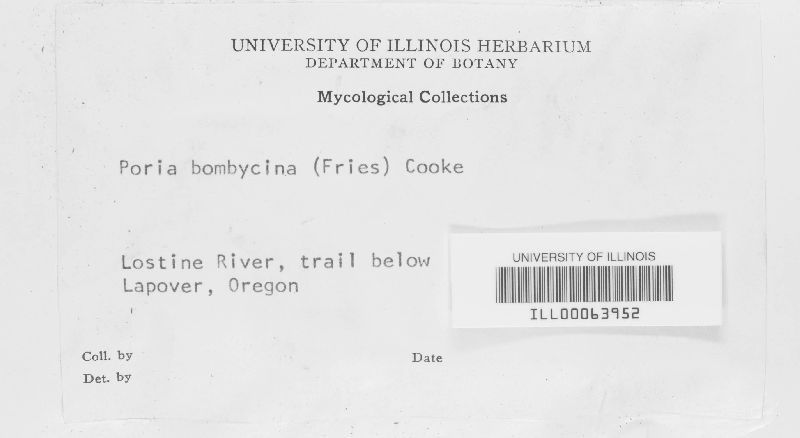 UNIVERSITY OF ILLINOIS HERBARIUM
DEPARTMENT OF BOTANY
Mycological Collections
Poria bombycina (Fries) Cooke
Lostine River, trail below
Lapover, Oregon
UNIVERSITY OF ILLINOIS
ILL00063952
Coll. by
Date
Det. by